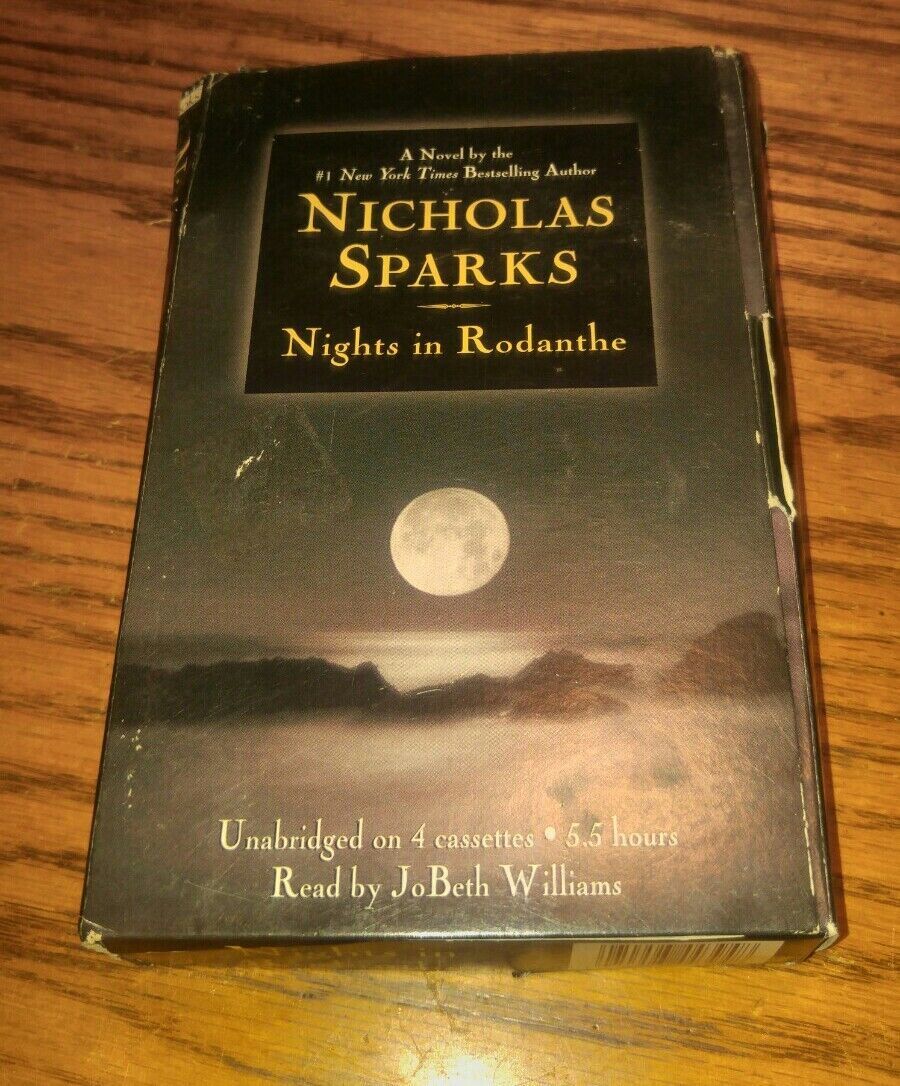 A Novel by the
#1 New York Times Bestselling Author
NICHOLAS
SPARKS
Nights in Rodanthe
Unabridged on 4 cassettes • 5.5 hours
Read by JoBeth Williams